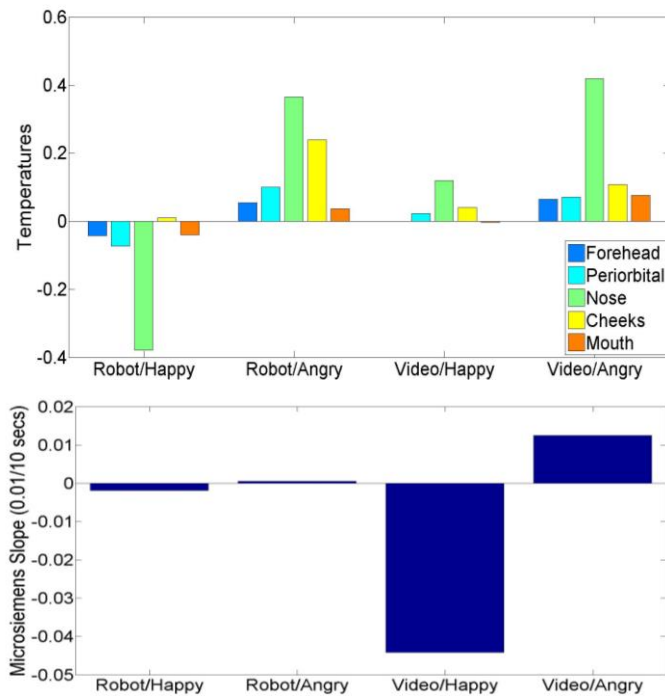 0.6
0.4
0.2
0
-0.2
-0.4
Temperatures
Forehead
Periorbital
Nose
Cheeks
Mouth
Robot/Happy Robot/Angry Video/Happy Video/Angry
0.02
0.01
0
-0.01
-0.02
-0.03
-0.04
-0.05
Microsiemens Slope (0.01/10 secs)
Robot/Happy Robot/Angry Video/Happy Video/Angry